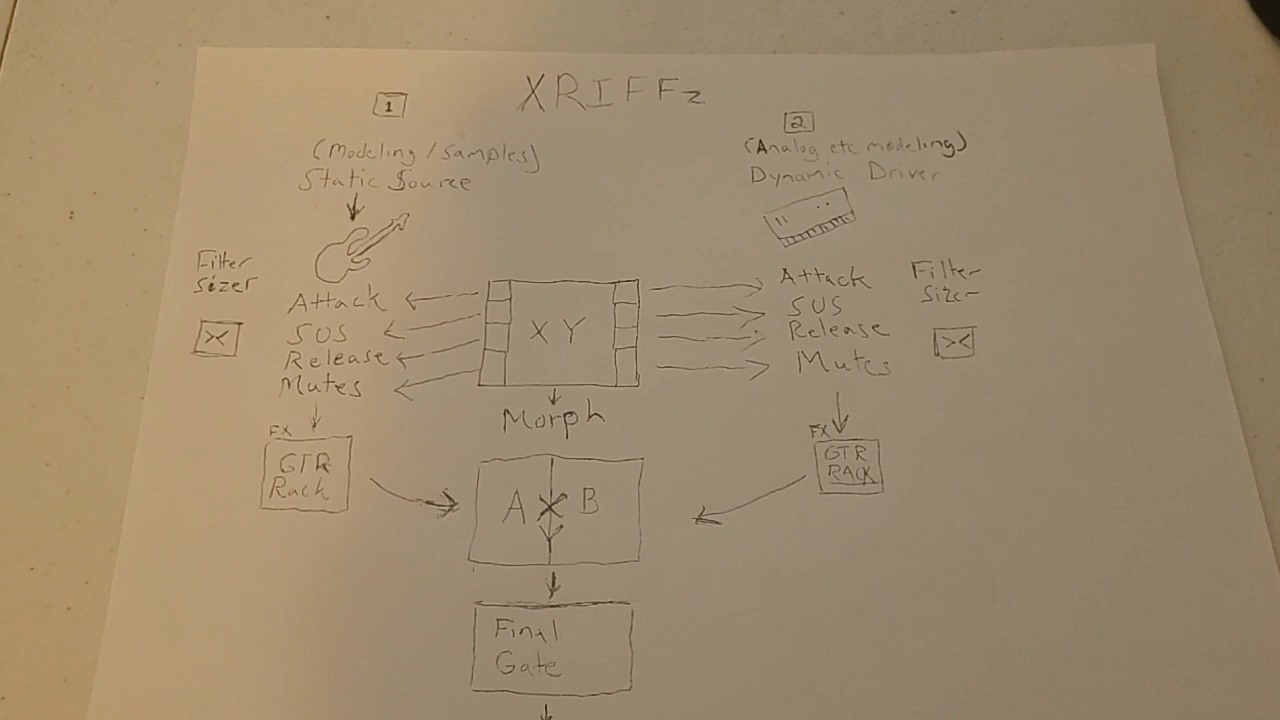 XRIFFz
1
(Modeling / Samples)
Static Source
2
(Analog etc modeling)
Dynamic Driver
Filter
Sizer
Attack
SUS
Release
Mutes
X Y
Attack
SUS
Release
Mutes
Filter
Sizer
Morph
FX
GTR
Rack
A B
FX
GTR
RACK
Final
Gate